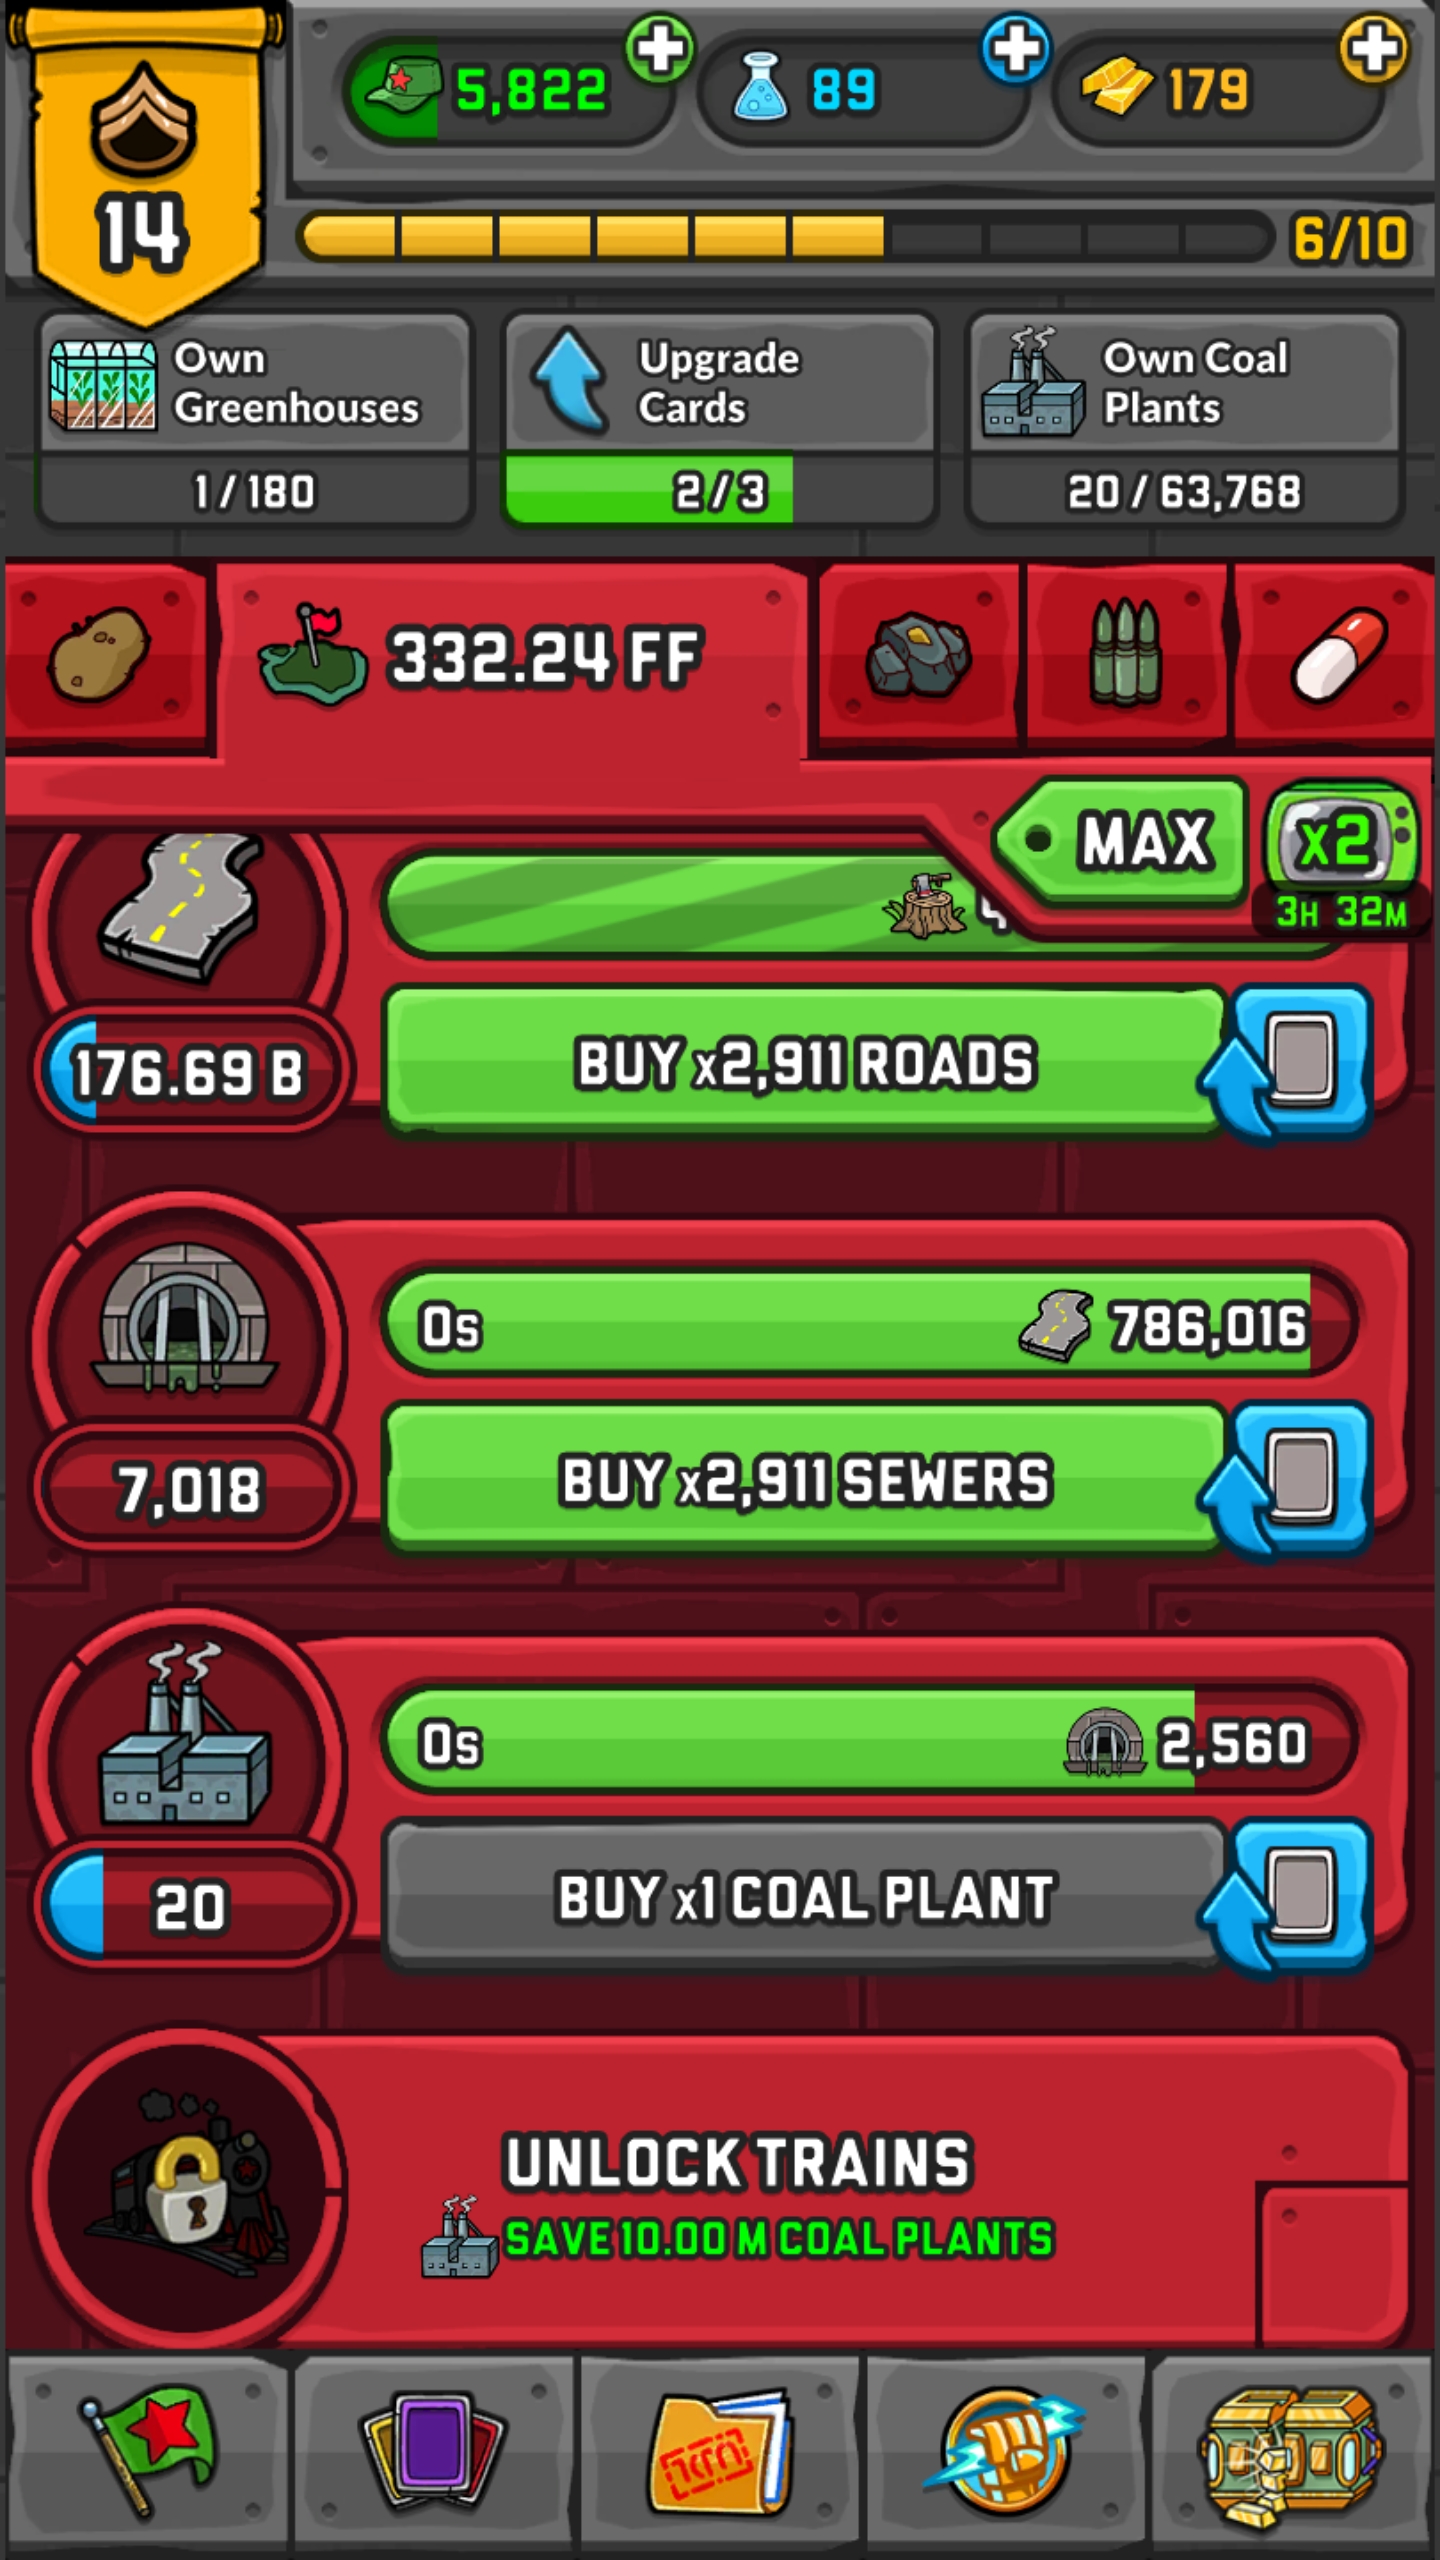 5,822
89
179
14
6/10
Own
Greenhouses
1/180
Upgrade
Cards
2/3
Own Coal
Plants
20/63,768
332.24 FF
MAX
x2
3H 32M
176.69 B
BUY x2,911 ROADS
0s
786,016
7,018
BUY x2,911 SEWERS
0s
2,560
20
BUY x1 COAL PLANT
UNLOCK TRAINS
SAVE 10.00 M COAL PLANTS